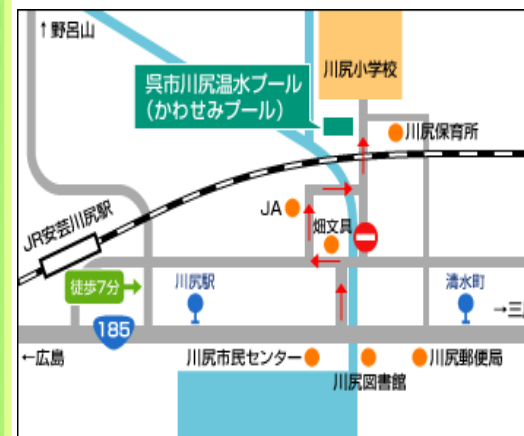 ↑野呂山
川尻小学校
呉市川尻温水プール
(かわせみプール)
川尻保育所
JA
畑文具
JR安芸川尻駅
徒歩7分
川尻駅
清水町
185
→三
←広島
川尻市民センター
川尻郵便局
川尻図書館